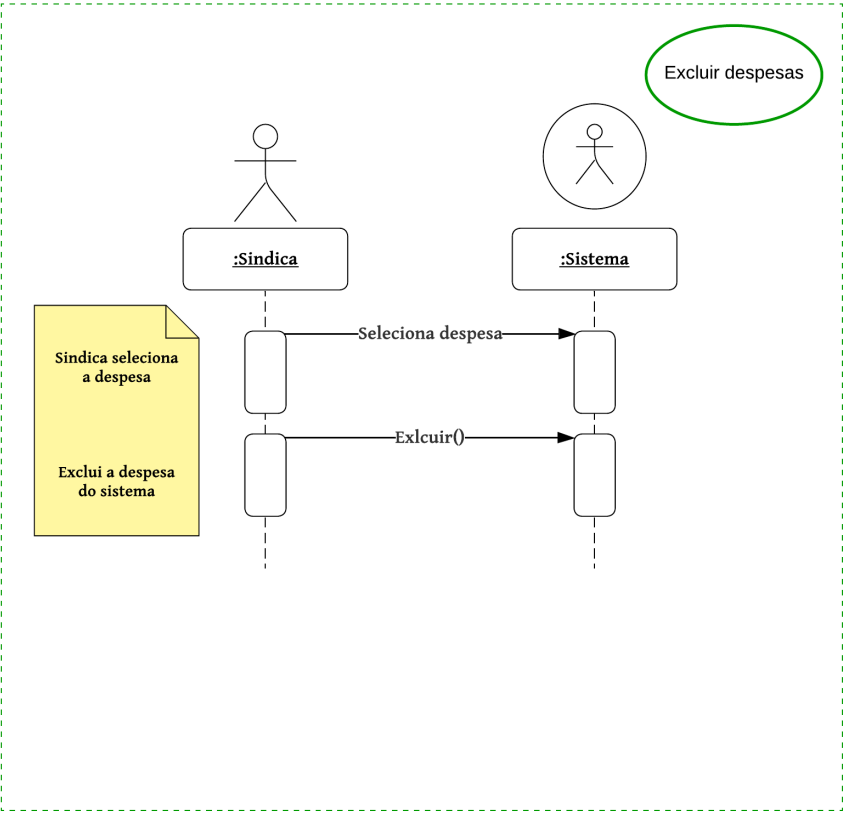 Excluir despesas
:Sindica
:Sistema
Seleciona despesa
Sindica seleciona
a despesa
Exlcuir()
Exclui a despesa
do sistema